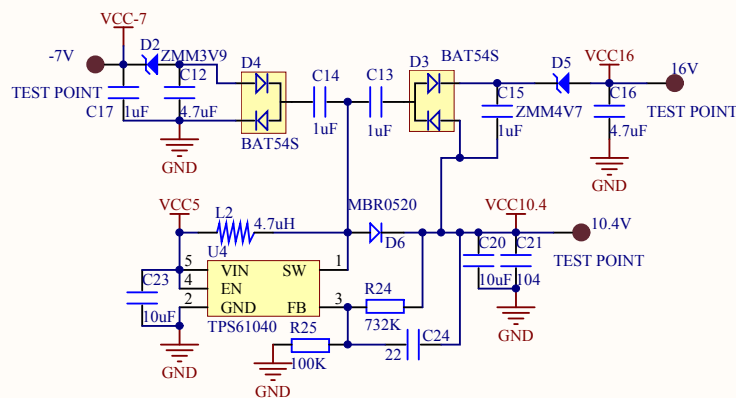 VCC-7
-7V
D2
ZMM3V9
D4
D3
BAT54S
D5
VCC16
16V
TEST POINT
C12
C14
C13
C15
ZMM4V7
C16
TEST POINT
C17
1uF
4.7uF
1uF
1uF
1uF
4.7uF
BAT54S
GND
GND
VCC5
L2
4.7uH
MBR0520
VCC10.4
10.4V
U4
D6
5
VIN
SW
1
C20
C21
TEST POINT
C23
4
EN
R24
10uF
104
10uF
2
GND
FB
3
732K
TPS61040
R25
C24
GND
100K
22
GND
GND